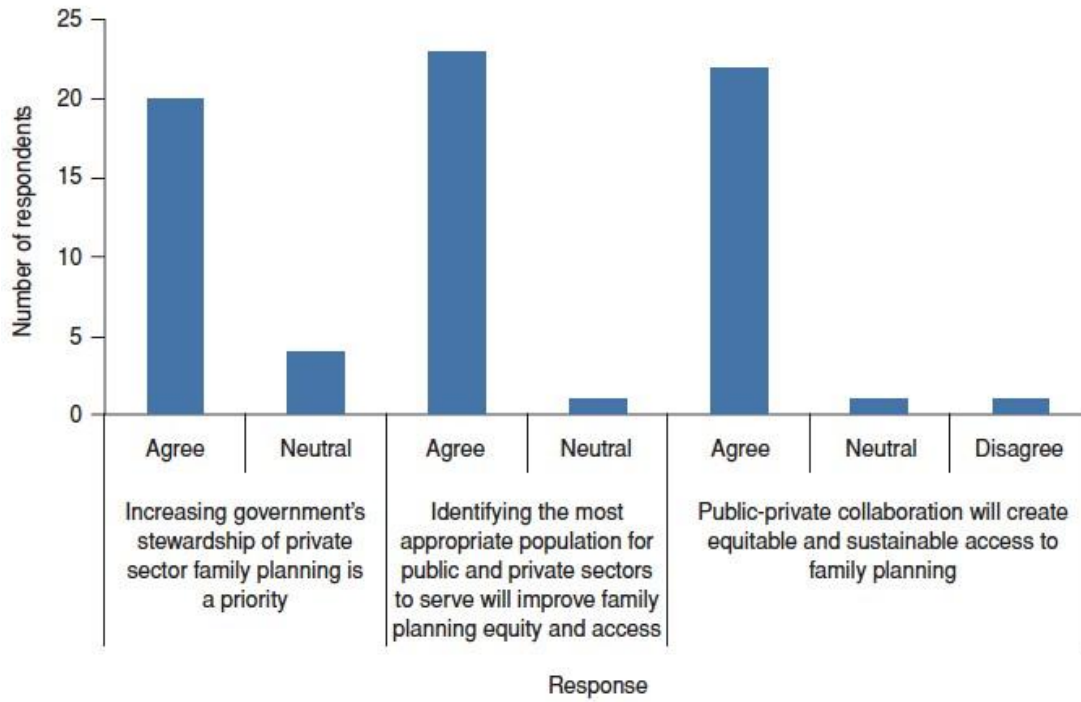 25
20
15
10
5
0
Number of respondents
Agree
Neutral
Agree
Neutral
Agree
Neutral
Disagree
Increasing government's
stewardship of private
sector family planning is
a priority
Identifying the most
appropriate population for
public and private sectors
to serve will improve family
planning equity and access
Public-private collaboration will create
equitable and sustainable access to
family planning
Response